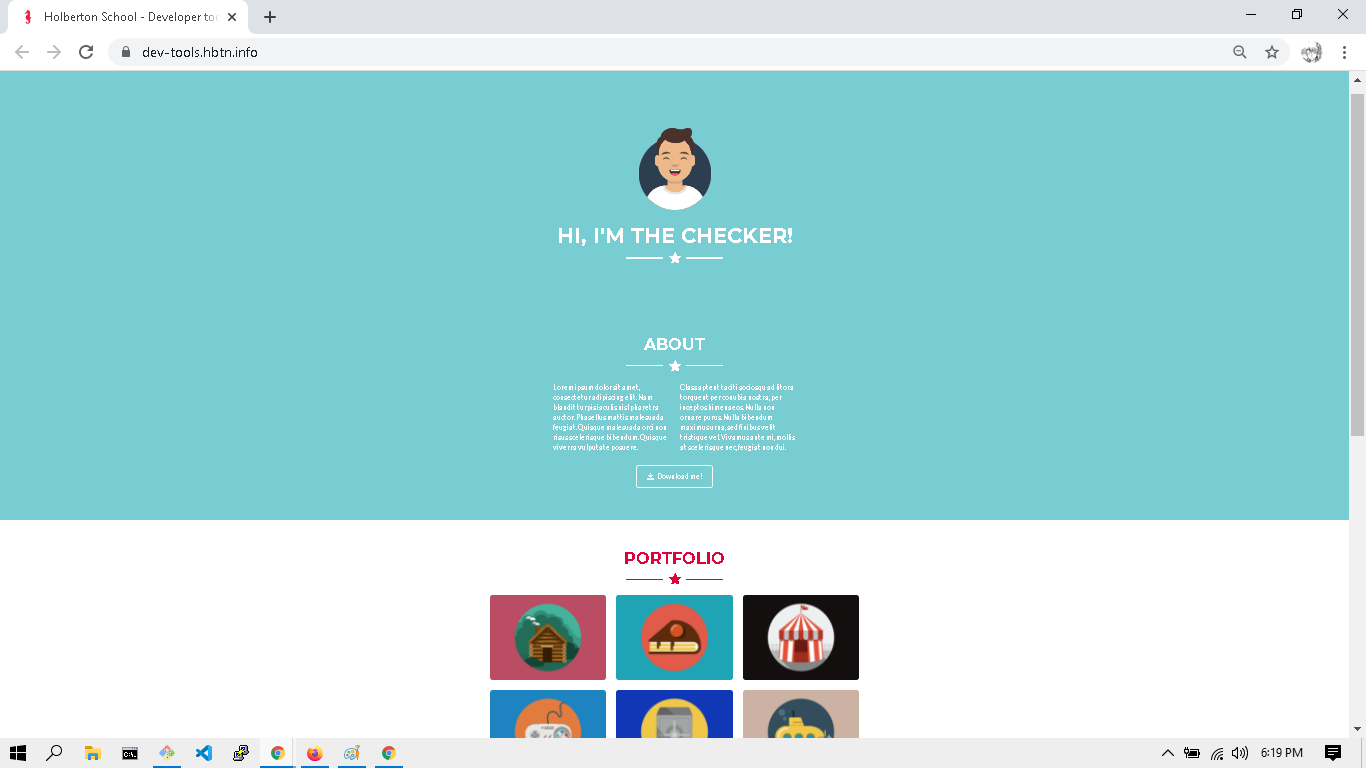 Holberton School - Developer too
dev-tools.hbtn.info
HI, I'M THE CHECKER!
ABOUT
Lorem ipsum dolor sit amet,
consectetur adipiscing elit. Nam
blandit turpis iaculis nisl pharetra
auctor. Phasellus mattis malesuada
feugiat. Quisque malesuada orci non
risus scelerisque bibendum. Quisque
viverra vulputate posuere.
Class aptent taciti sociosqu ad litora
torquent per conubia nostra, per
inceptos himenaeos. Nulla non
ornare purus. Nulla bibendum
maximus urna, sed finibus velit
tristique vel. Vivamus ante mi, mollis
at scelerisque nec, feugiat non dui.
Download me!
PORTFOLIO
6:19 PM